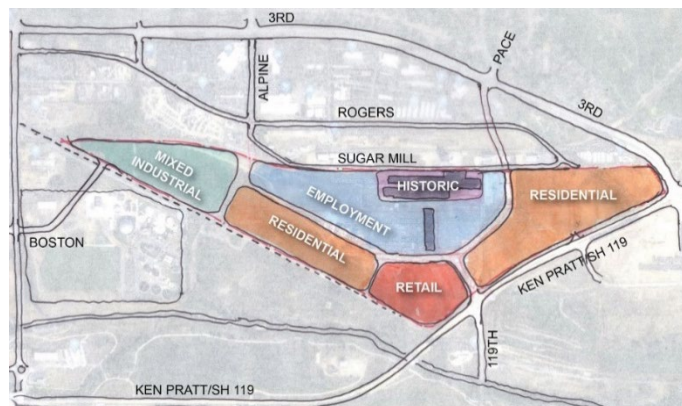 3RD
ALPINE
PACE
3RD
ROGERS
SUGAR MILL
MIXED
INDUSTRIAL
HISTORIC
RESIDENTIAL
EMPLOYMENT
RESIDENTIAL
BOSTON
RETAIL
KEN PRATT/SH 119
119TH
KEN PRATT/SH 119